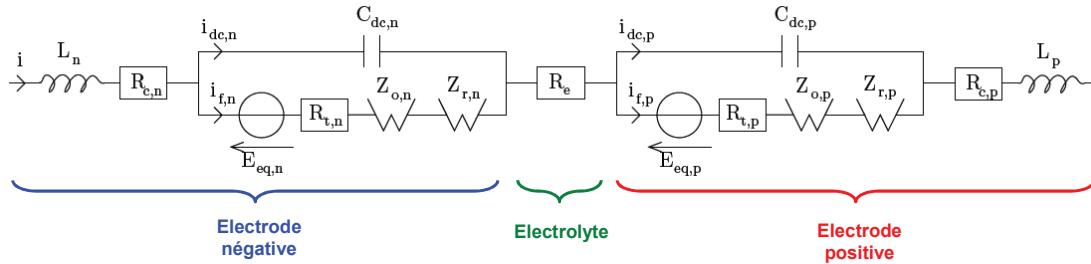 i
L_n
R_c,n
i_dc,n
C_dc,n
i_f,n
E_eq,n
R_t,n
Z_o,n
Z_r,n
R_e
i_dc,p
C_dc,p
i_f,p
E_eq,p
R_t,p
Z_o,p
Z_r,p
R_c,p
L_p
Electrode
négative
Electrolyte
Electrode
positive